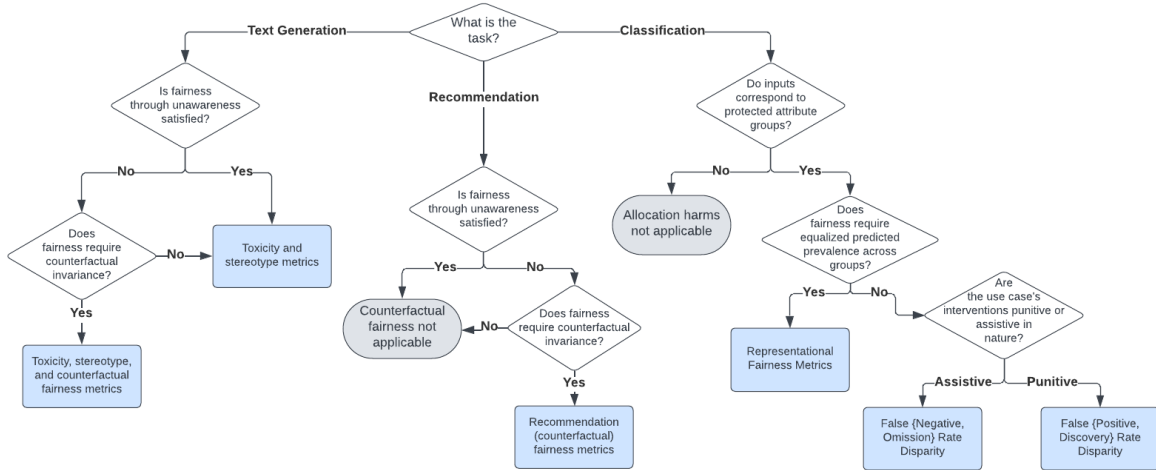 What is the
task?
Text Generation
Classification
Recommendation
Is fairness
through unawareness
satisfied?
No
Yes
Does
fairness require
counterfactual
invariance?
No
Toxicity and
stereotype metrics
Yes
Toxicity, stereotype,
and counterfactual
fairness metrics
Is fairness
through unawareness
satisfied?
Yes
No
Counterfactual
fairness not
applicable
No
Does fairness
require counterfactual
invariance?
Yes
Recommendation
(counterfactual)
fairness metrics
Do inputs
correspond to
protected attribute
groups?
No
Yes
Allocation harms
not applicable
Does
fairness require
equalized predicted
prevalence across
groups?
Yes
No
Representational
Fairness Metrics
Are
the use case's
interventions punitive or
assistive in
nature?
Assistive
Punitive
False {Negative,
Omission} Rate
Disparity
False {Positive,
Discovery} Rate
Disparity